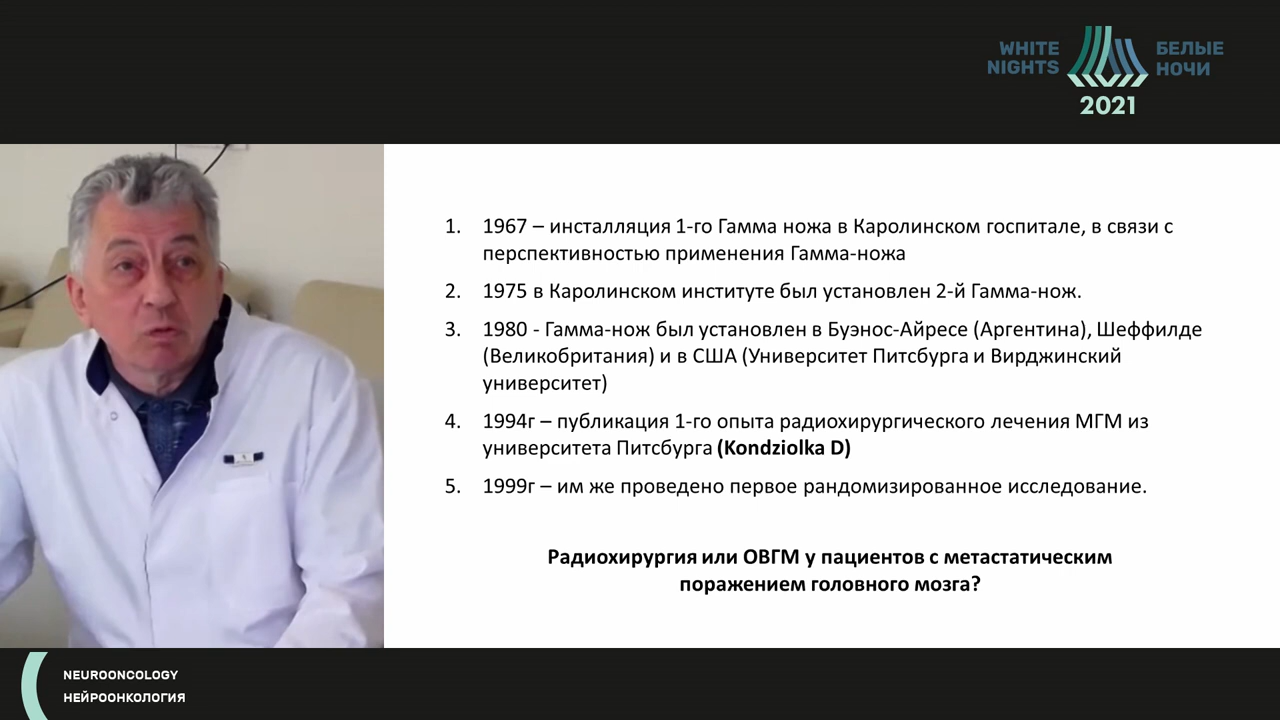 WHITE
NIGHTS
БЕЛЫЕ
НОЧИ
2021
1. 1967 – инсталляция 1-го Гамма ножа в Каролинском госпитале, в связи с
перспективностью применения Гамма-ножа
2. 1975 в Каролинском институте был установлен 2-й Гамма-нож.
3. 1980 - Гамма-нож был установлен в Буэнос-Айресе (Аргентина), Шеффилде
(Великобритания) и в США (Университет Питсбурга и Вирджинский
университет)
4. 1994г – публикация 1-го опыта радиохирургического лечения МГМ из
университета Питсбурга (Kondziolka D)
5. 1999г – им же проведено первое рандомизированное исследование.
Радиохирургия или ОВГМ у пациентов с метастатическим
поражением головного мозга?
NEUROONCOLOGY
НЕЙРООНКОЛОГИЯ